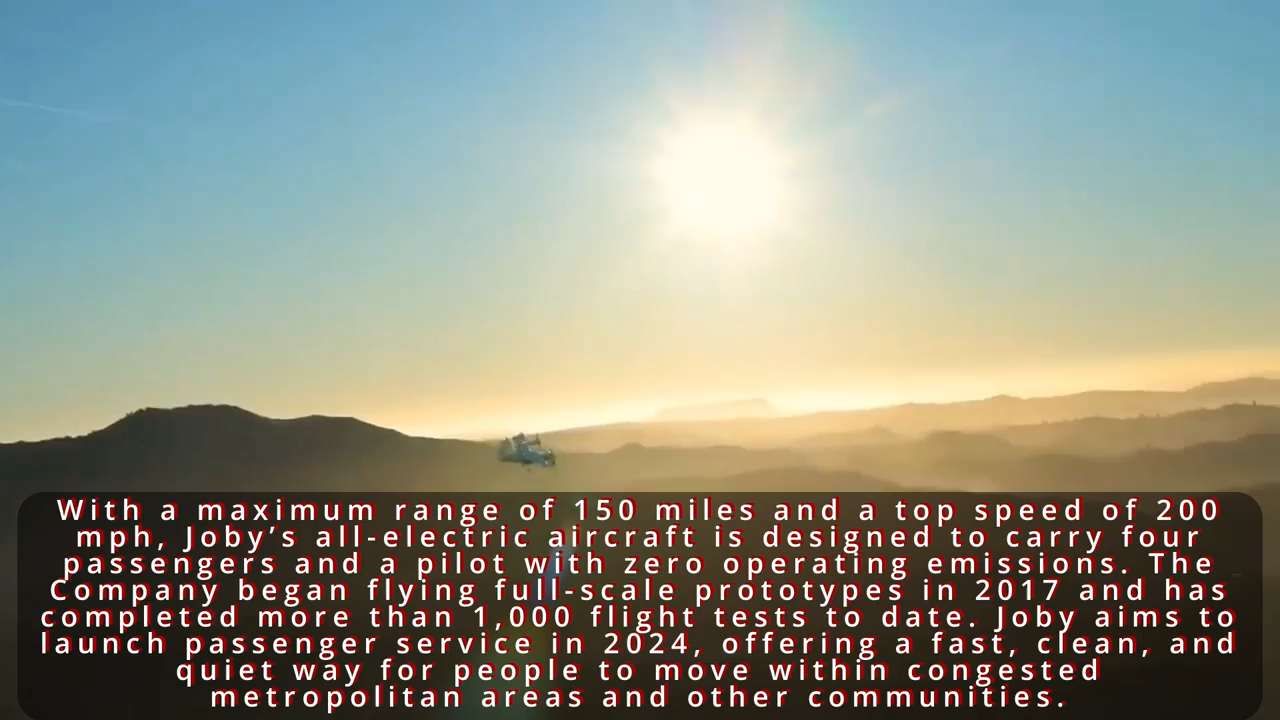 With a maximum range of 150 miles and a top speed of 200
mph, Joby’s all-electric aircraft is designed to carry four
passengers and a pilot with zero operating emissions. The
Company began flying full-scale prototypes in 2017 and has
completed more than 1,000 flight tests to date. Joby aims to
launch passenger service in 2024, offering a fast, clean, and
quiet way for people to move within congested
metropolitan areas and other communities.